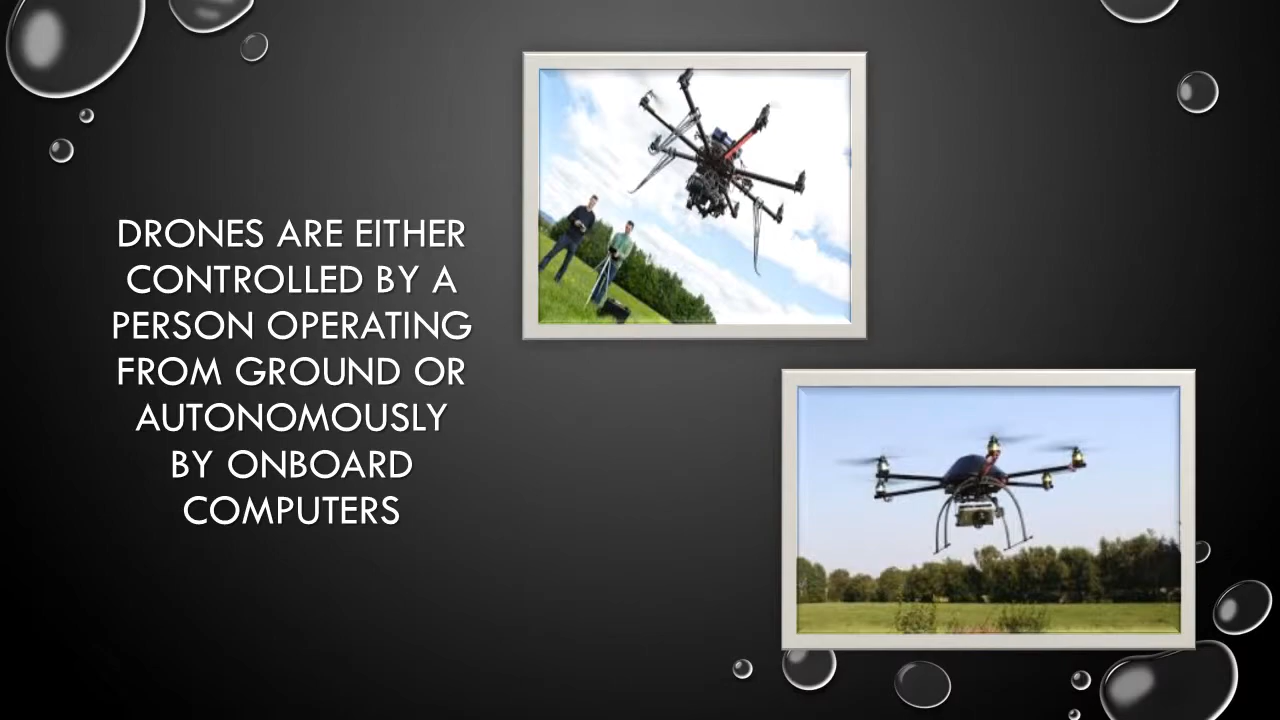 DRONES ARE EITHER
CONTROLLED BY A
PERSON OPERATING
FROM GROUND OR
AUTONOMOUSLY
BY ONBOARD
COMPUTERS